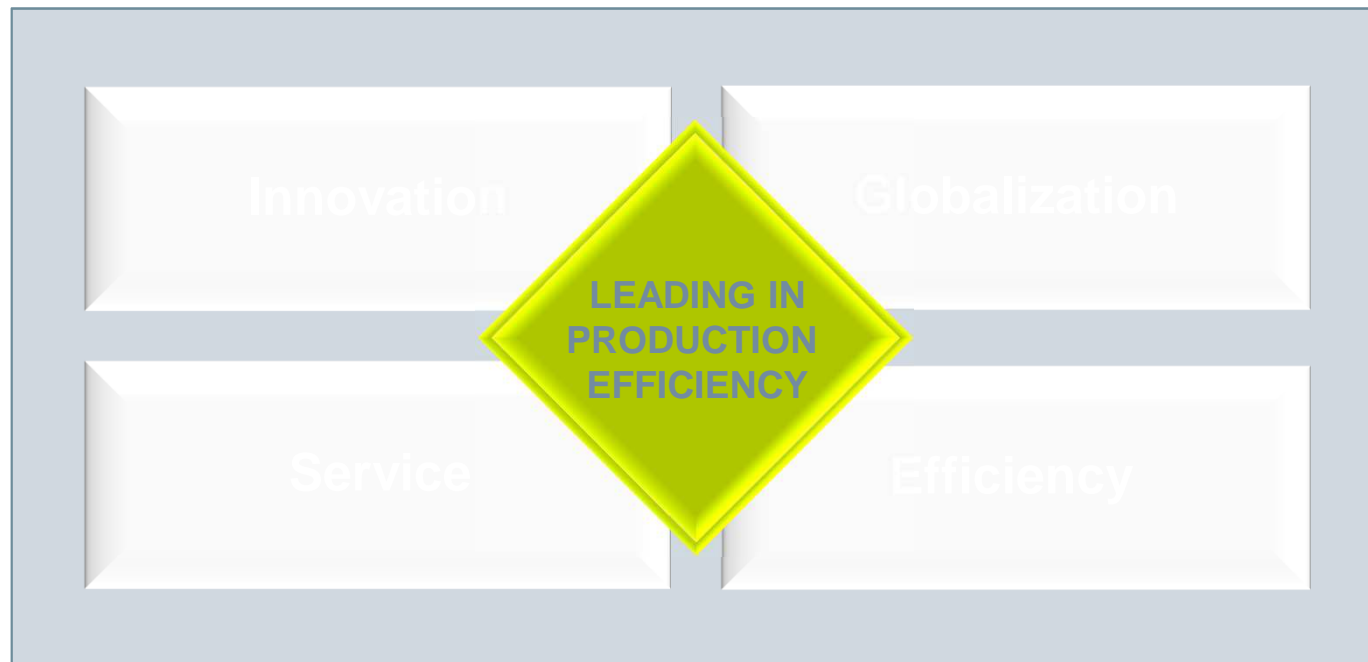 Innovation
Globalization
LEADING IN
PRODUCTION
EFFICIENCY
Service
Efficiency